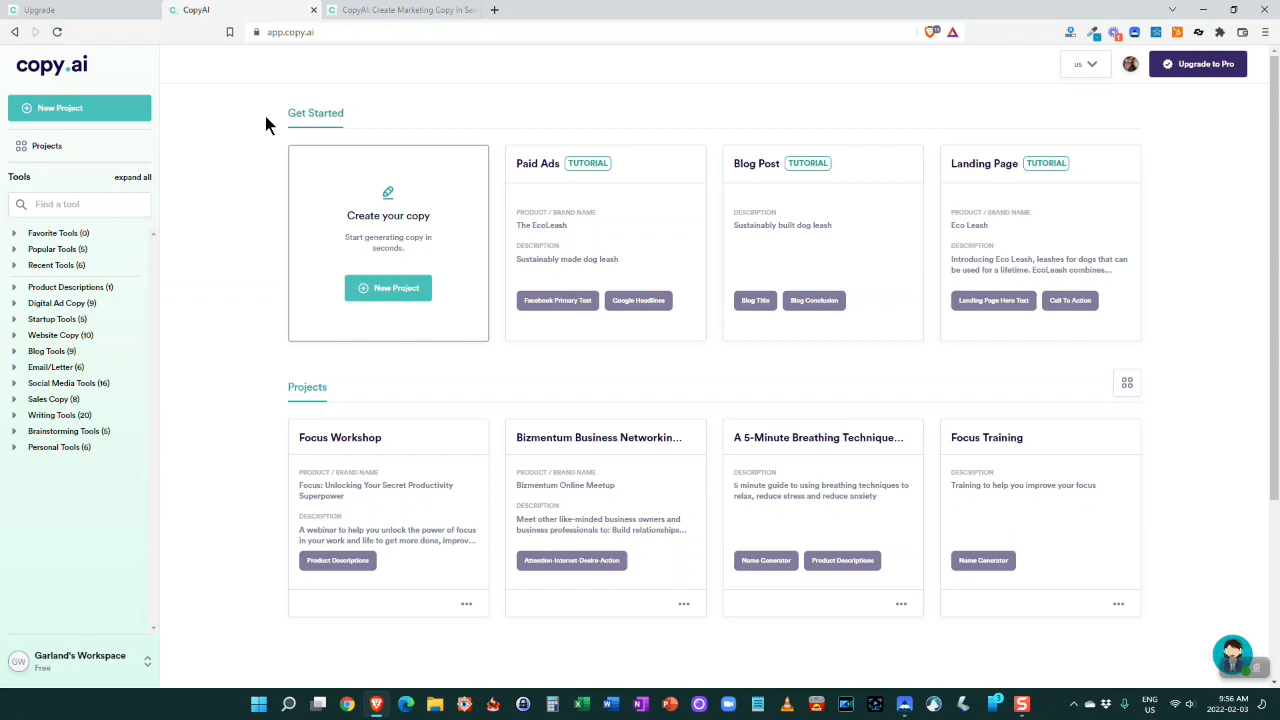 Upgrade
CopyAI
CopyAI: Create Marketing Copy In Sec
app.copy.ai
copy.ai
us
Upgrade to Pro
New Project
Projects
Tools
expand all
Find a tool
Favorite Tools (0)
Popular Tools (5)
Recent Tools (6)
Product Descriptions (1)
Digital Ad Copy (9)
Startup Tools (5)
Website Copy (10)
Blog Tools (9)
Email/Letter (6)
Social Media Tools (16)
Sales Copy (8)
Writing Tools (20)
Brainstorming Tools (5)
Personal Tools (6)
GW
Garland's Workspace
Free
Get Started
Create your copy
Start generating copy in
seconds.
New Project
Paid Ads TUTORIAL
PRODUCT / BRAND NAME
The EcoLeash
DESCRIPTION
Sustainably made dog leash
Facebook Primary Text
Google Headlines
Blog Post TUTORIAL
DESCRIPTION
Sustainably built dog leash
Blog Title
Blog Conclusion
Landing Page TUTORIAL
PRODUCT / BRAND NAME
Eco Leash
DESCRIPTION
Introducing Eco Leash, leashes for dogs that can
be used for a lifetime. EcoLeash combines...
Landing Page Hero Text
Call To Action
Projects
Focus Workshop
PRODUCT / BRAND NAME
Focus: Unlocking Your Secret Productivity
Superpower
DESCRIPTION
A webinar to help you unlock the power of focus
in your work and life to get more done, improv...
Product Descriptions
Bizmentum Business Networkin...
PRODUCT / BRAND NAME
Bizmentum Online Meetup
DESCRIPTION
Meet other like-minded business owners and
business professionals to: Build relationships...
Attention-Interest-Desire-Action
A 5-Minute Breathing Technique...
DESCRIPTION
5 minute guide to using breathing techniques to
relax, reduce stress and reduce anxiety
Name Generator
Product Descriptions
Focus Training
DESCRIPTION
Training to help you improve your focus
Name Generator
ENG
US
9:56 AM
2022-02-03